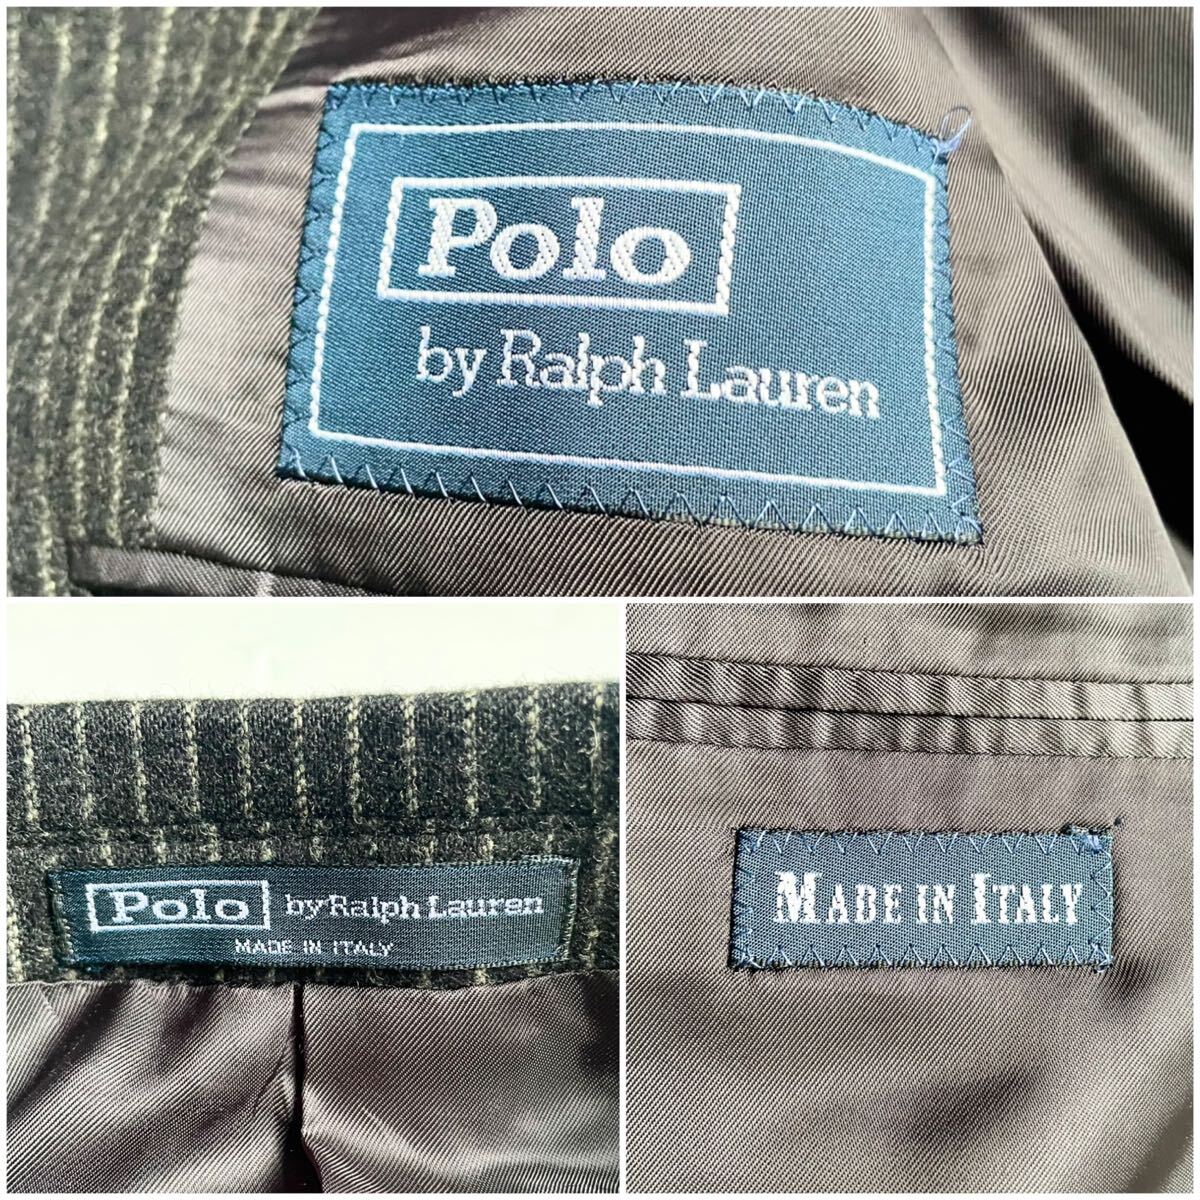 Polo
by Ralph Lauren
Polo by Ralph Lauren
MADE IN ITALY
MADE IN ITALY